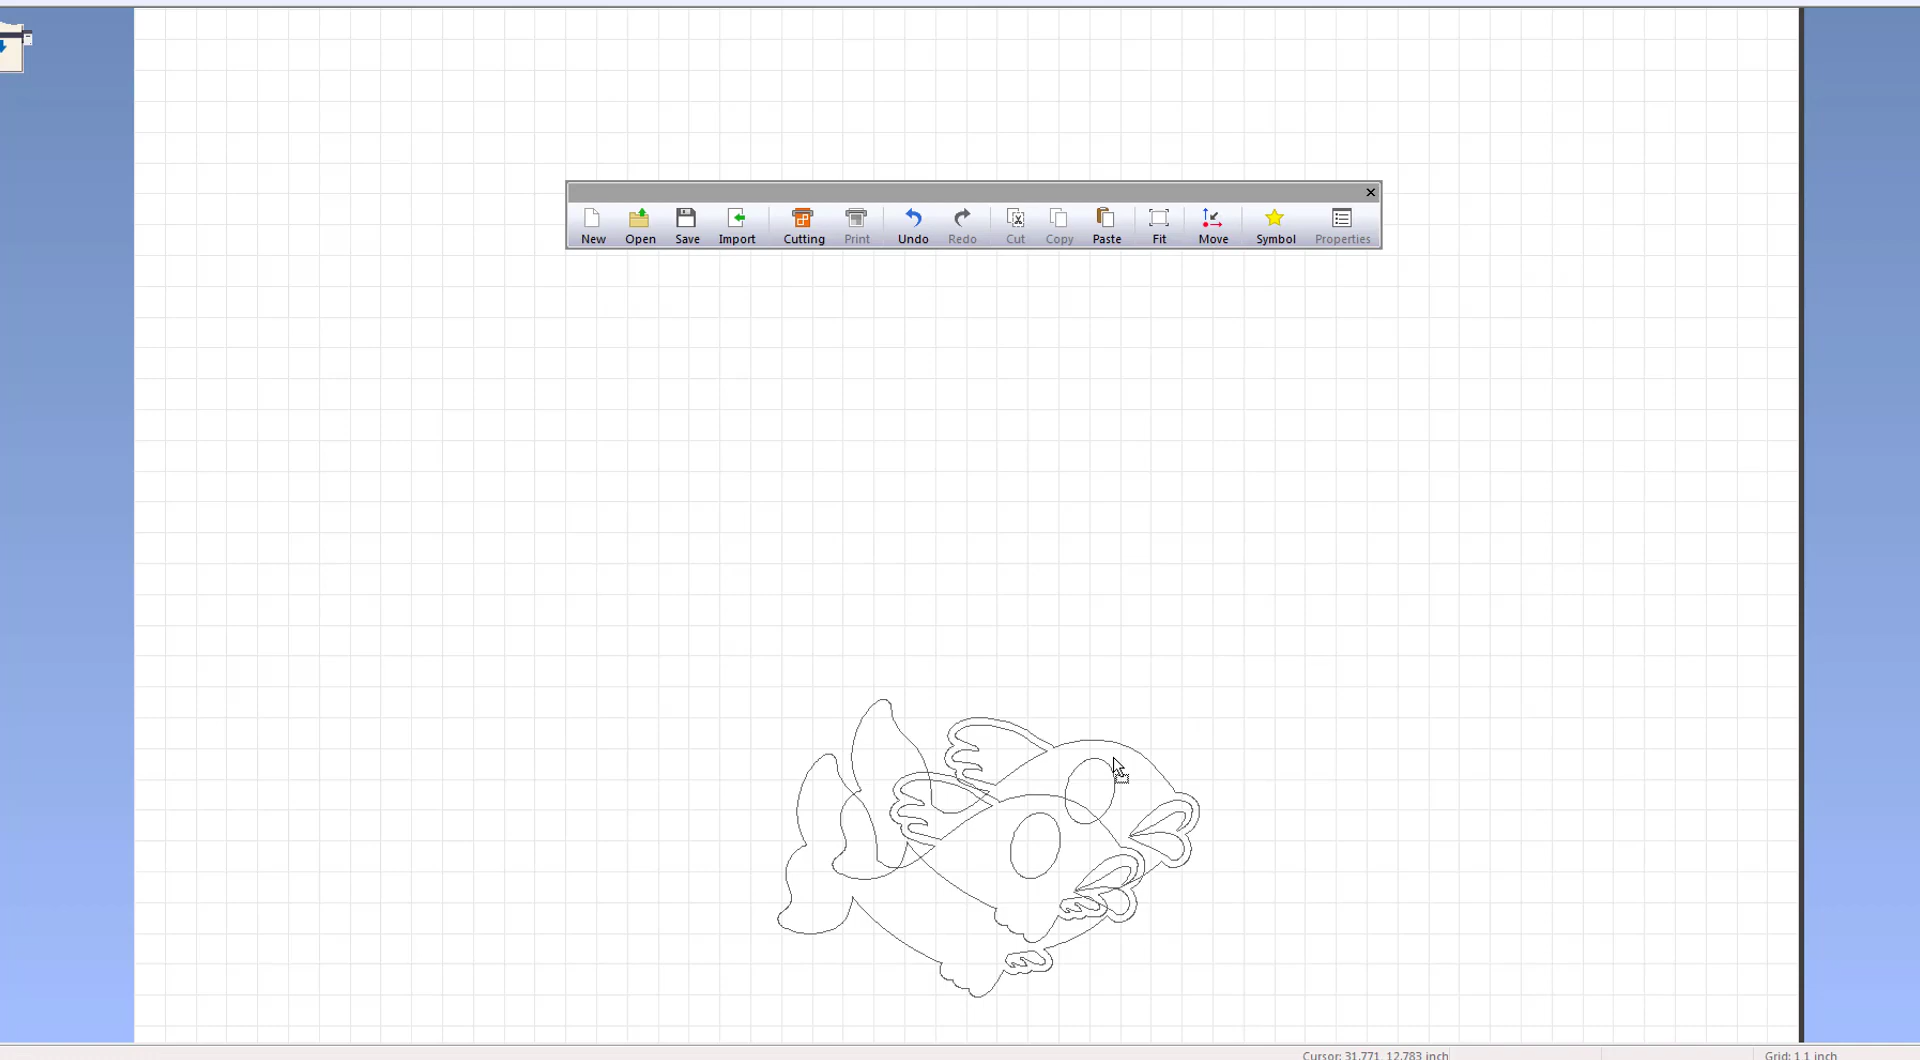 New Open Save Import Cutting Print Undo Redo Cut Copy Paste Fit Move Symbol Properties
Cursor: 31.771, 12.783 inch Grid: 1.1 inch